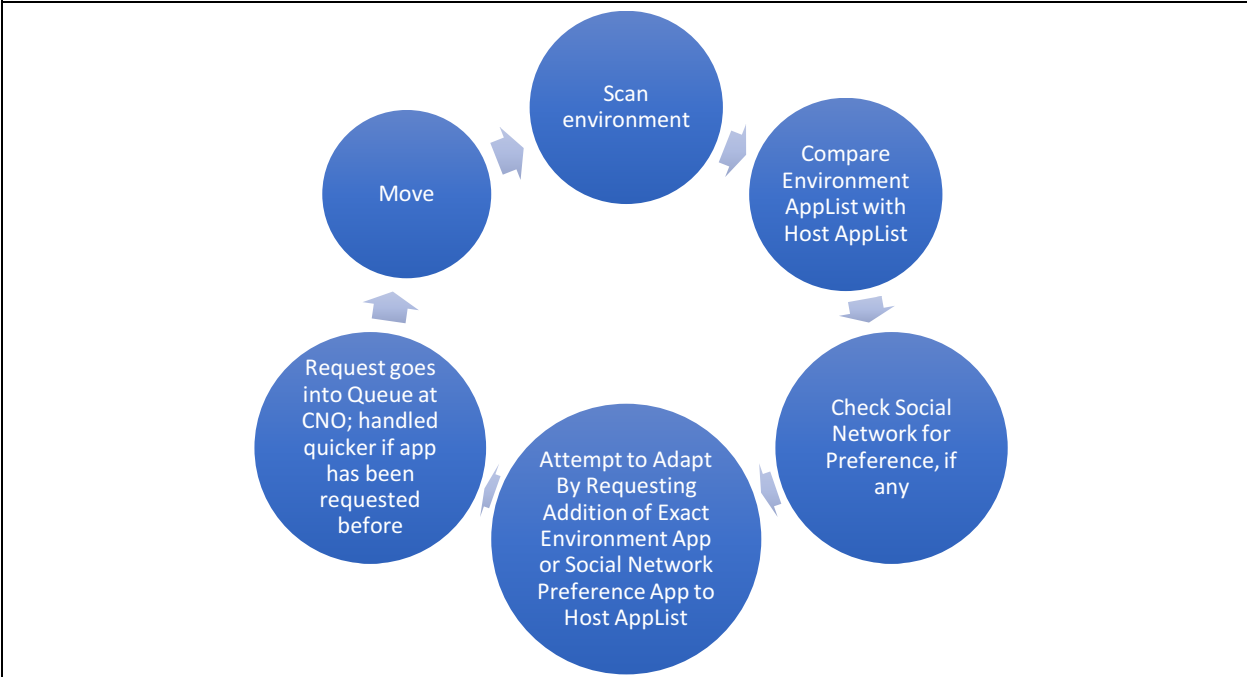 Scan
environment
Compare
Environment
AppList with
Host AppList
Check Social
Network for
Preference, if
any
Attempt to Adapt
By Requesting
Addition of Exact
Environment App
or Social Network
Preference App to
Host AppList
Request goes
into Queue at
CNO; handled
quicker if app
has been
requested
before
Move